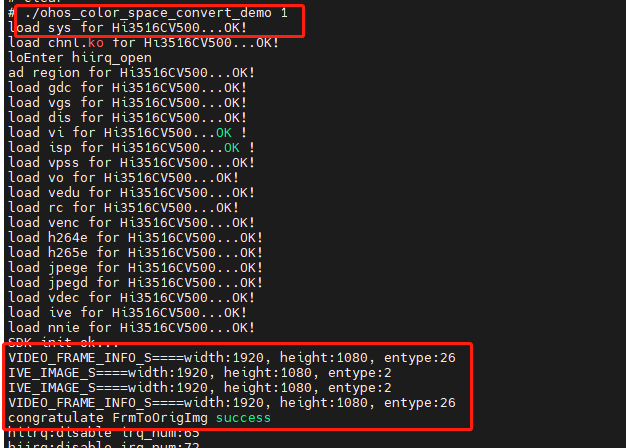 # clear
# ./ohos_color_space_convert_demo 1
load sys for Hi3516CV500...OK!
load chnl.ko for Hi3516CV500...OK!
loEnter hiirq_open
ad region for Hi3516CV500...OK!
load gdc for Hi3516CV500...OK!
load vgs for Hi3516CV500...OK!
load dis for Hi3516CV500...OK!
load vi for Hi3516CV500...OK !
load isp for Hi3516CV500...OK !
load vpss for Hi3516CV500...OK!
load vo for Hi3516CV500...OK!
load vedu for Hi3516CV500...OK!
load rc for Hi3516CV500...OK!
load venc for Hi3516CV500...OK!
load h264e for Hi3516CV500...OK!
load h265e for Hi3516CV500...OK!
load jpege for Hi3516CV500...OK!
load jpegd for Hi3516CV500...OK!
load vdec for Hi3516CV500...OK!
load ive for Hi3516CV500...OK!
load nnie for Hi3516CV500...OK!
SDK init ok...
VIDEO_FRAME_INFO_S====width:1920, height:1080, entype:26
IVE_IMAGE_S====width:1920, height:1080, entype:2
IVE_IMAGE_S====width:1920, height:1080, entype:2
VIDEO_FRAME_INFO_S====width:1920, height:1080, entype:26
congratulate FrmToOrigImg success
hiirq:disable irq_num:65
hiirq:disable irq_num:72